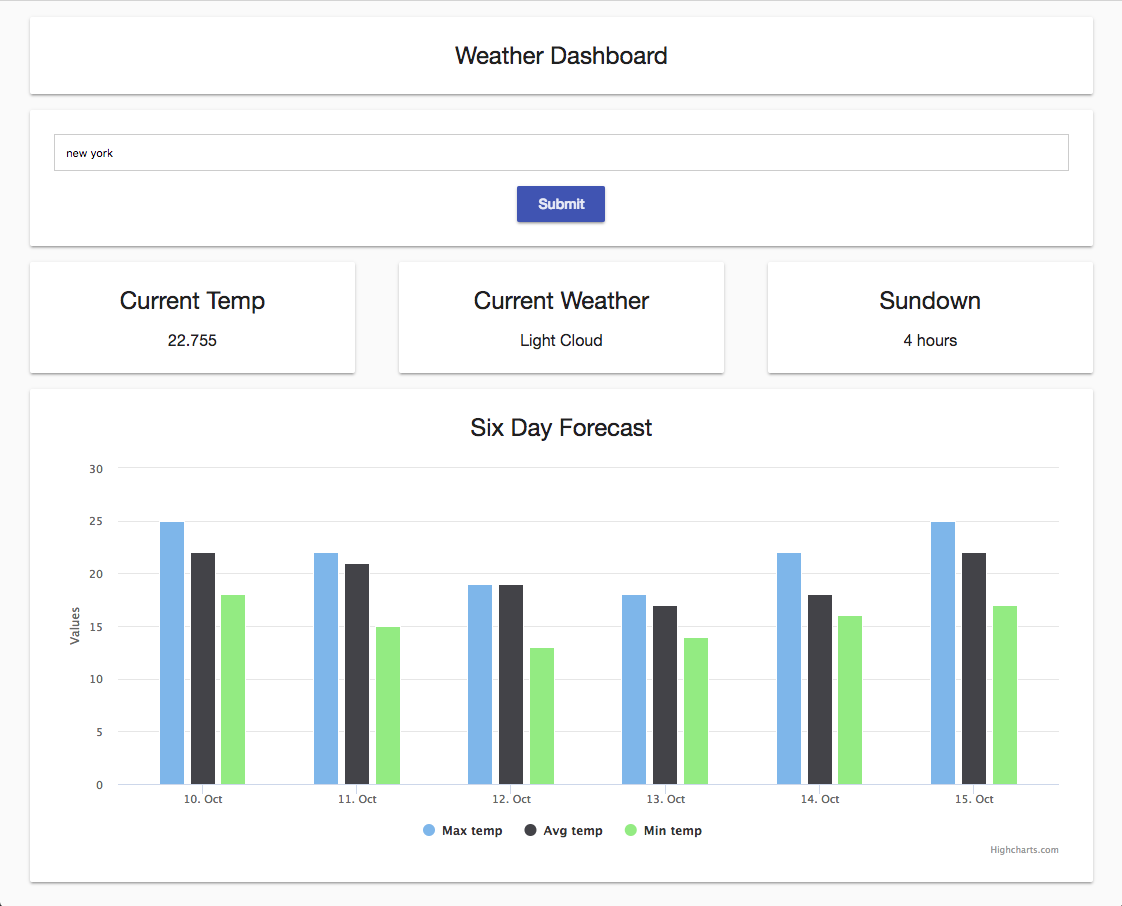 Weather Dashboard
new york
Submit
Current Temp
22.755
Current Weather
Light Cloud
Sundown
4 hours
Six Day Forecast
30
25
20
15
10
5
0
Values
10. Oct
11. Oct
12. Oct
13. Oct
14. Oct
15. Oct
Max temp
Avg temp
Min temp
Highcharts.com